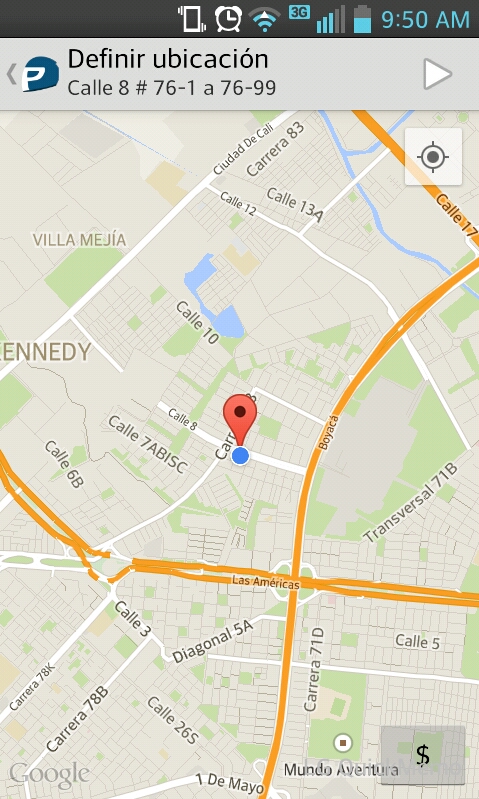 3G
9:50 AM
P
Definir ubicación
Calle 8 # 76-1 a 76-99
Ciudad De Cali
Carrera 83
Calle 12
Calle 13A
Calle 17
VILLA MEJÍA
Calle 10
KENNEDY
Calle 8
Boyacá
Calle 7ABISC
Calle 6B
Transversal 71B
Las Américas
Calle 3
Diagonal 5A
Calle 5
Carrera 71D
Carrera 78K
Carrera 78B
Calle 26S
$
Google
1 De Mayo
Mundo Aventura